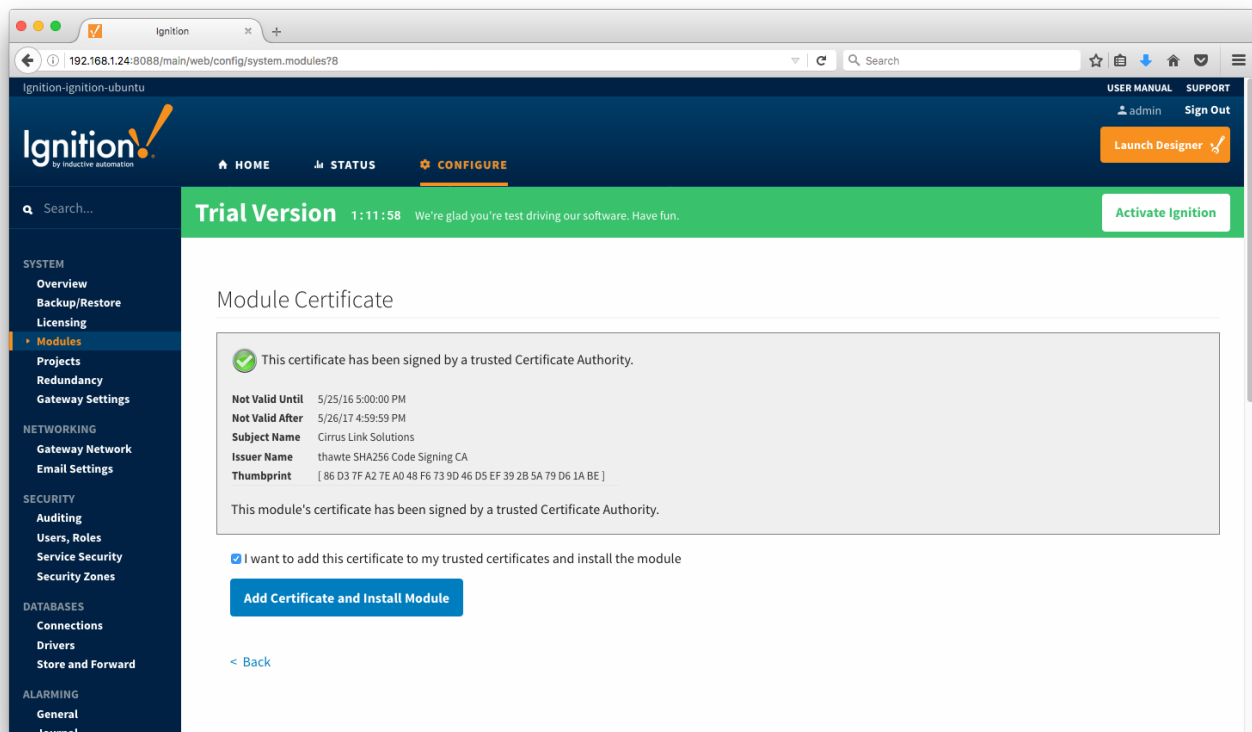 Ignition
192.168.1.24:8088/main/web/config/system.modules?8
Search
Ignition-ignition-ubuntu
USER MANUAL SUPPORT
admin Sign Out
Ignition!
by inductive automation
HOME STATUS CONFIGURE
Launch Designer
Search...
Trial Version 1:11:58 We're glad you're test driving our software. Have fun.
Activate Ignition
SYSTEM
Overview
Backup/Restore
Licensing
Modules
Projects
Redundancy
Gateway Settings
NETWORKING
Gateway Network
Email Settings
SECURITY
Auditing
Users, Roles
Service Security
Security Zones
DATABASES
Connections
Drivers
Store and Forward
ALARMING
General
Journal
Module Certificate
This certificate has been signed by a trusted Certificate Authority.
Not Valid Until 5/25/16 5:00:00 PM
Not Valid After 5/26/17 4:59:59 PM
Subject Name Cirrus Link Solutions
Issuer Name thawte SHA256 Code Signing CA
Thumbprint [ 86 D3 7F A2 7E A0 48 F6 73 9D 46 D5 EF 39 2B 5A 79 D6 1A BE ]
This module's certificate has been signed by a trusted Certificate Authority.
I want to add this certificate to my trusted certificates and install the module
Add Certificate and Install Module
< Back